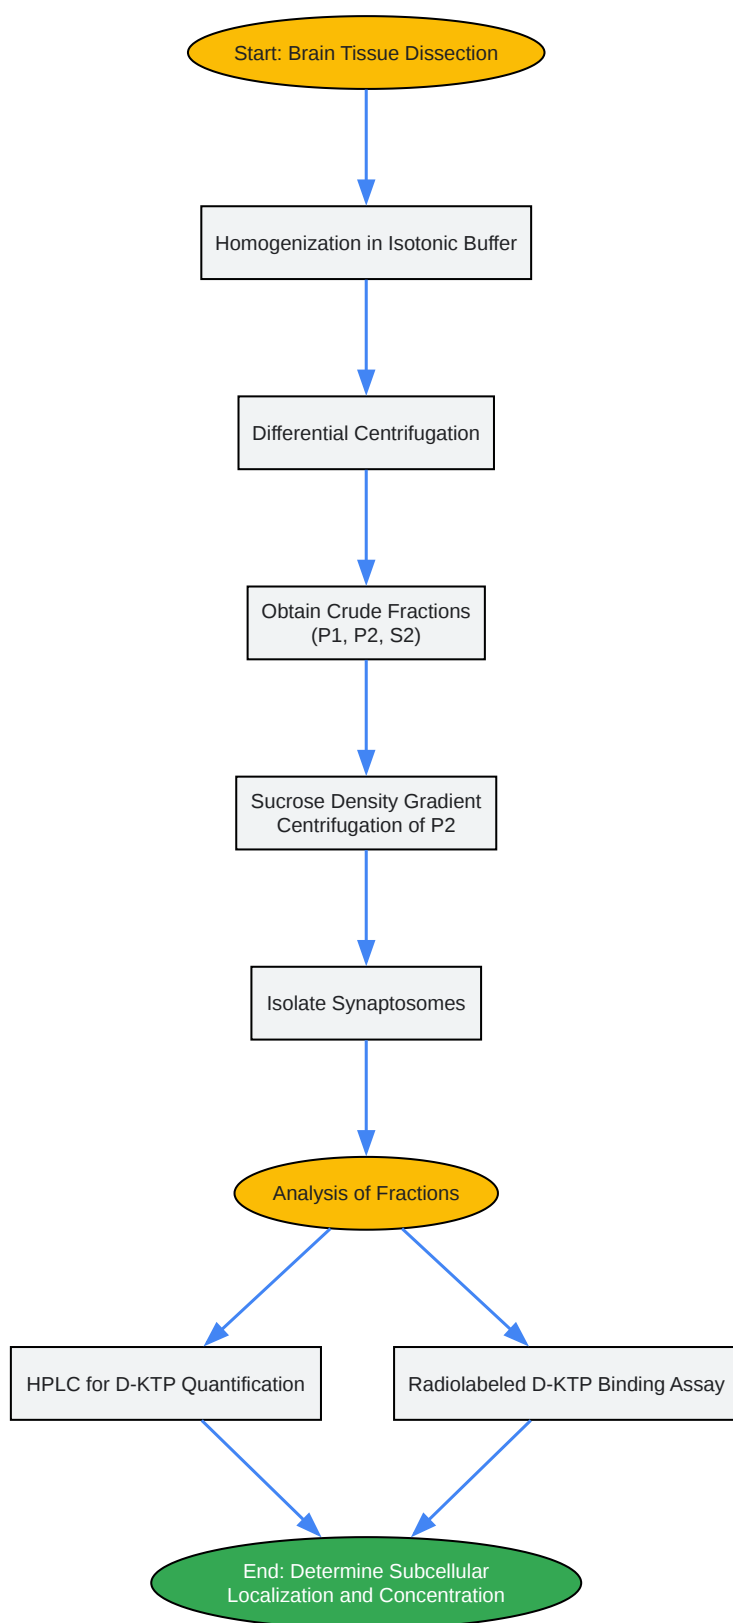 Start: Brain Tissue Dissection
Homogenization in Isotonic Buffer
Differential Centrifugation
Obtain Crude Fractions
(P1, P2, S2)
Sucrose Density Gradient
Centrifugation of P2
Isolate Synaptosomes
Analysis of Fractions
HPLC for D-KTP Quantification
Radiolabeled D-KTP Binding Assay
End: Determine Subcellular
Localization and Concentration